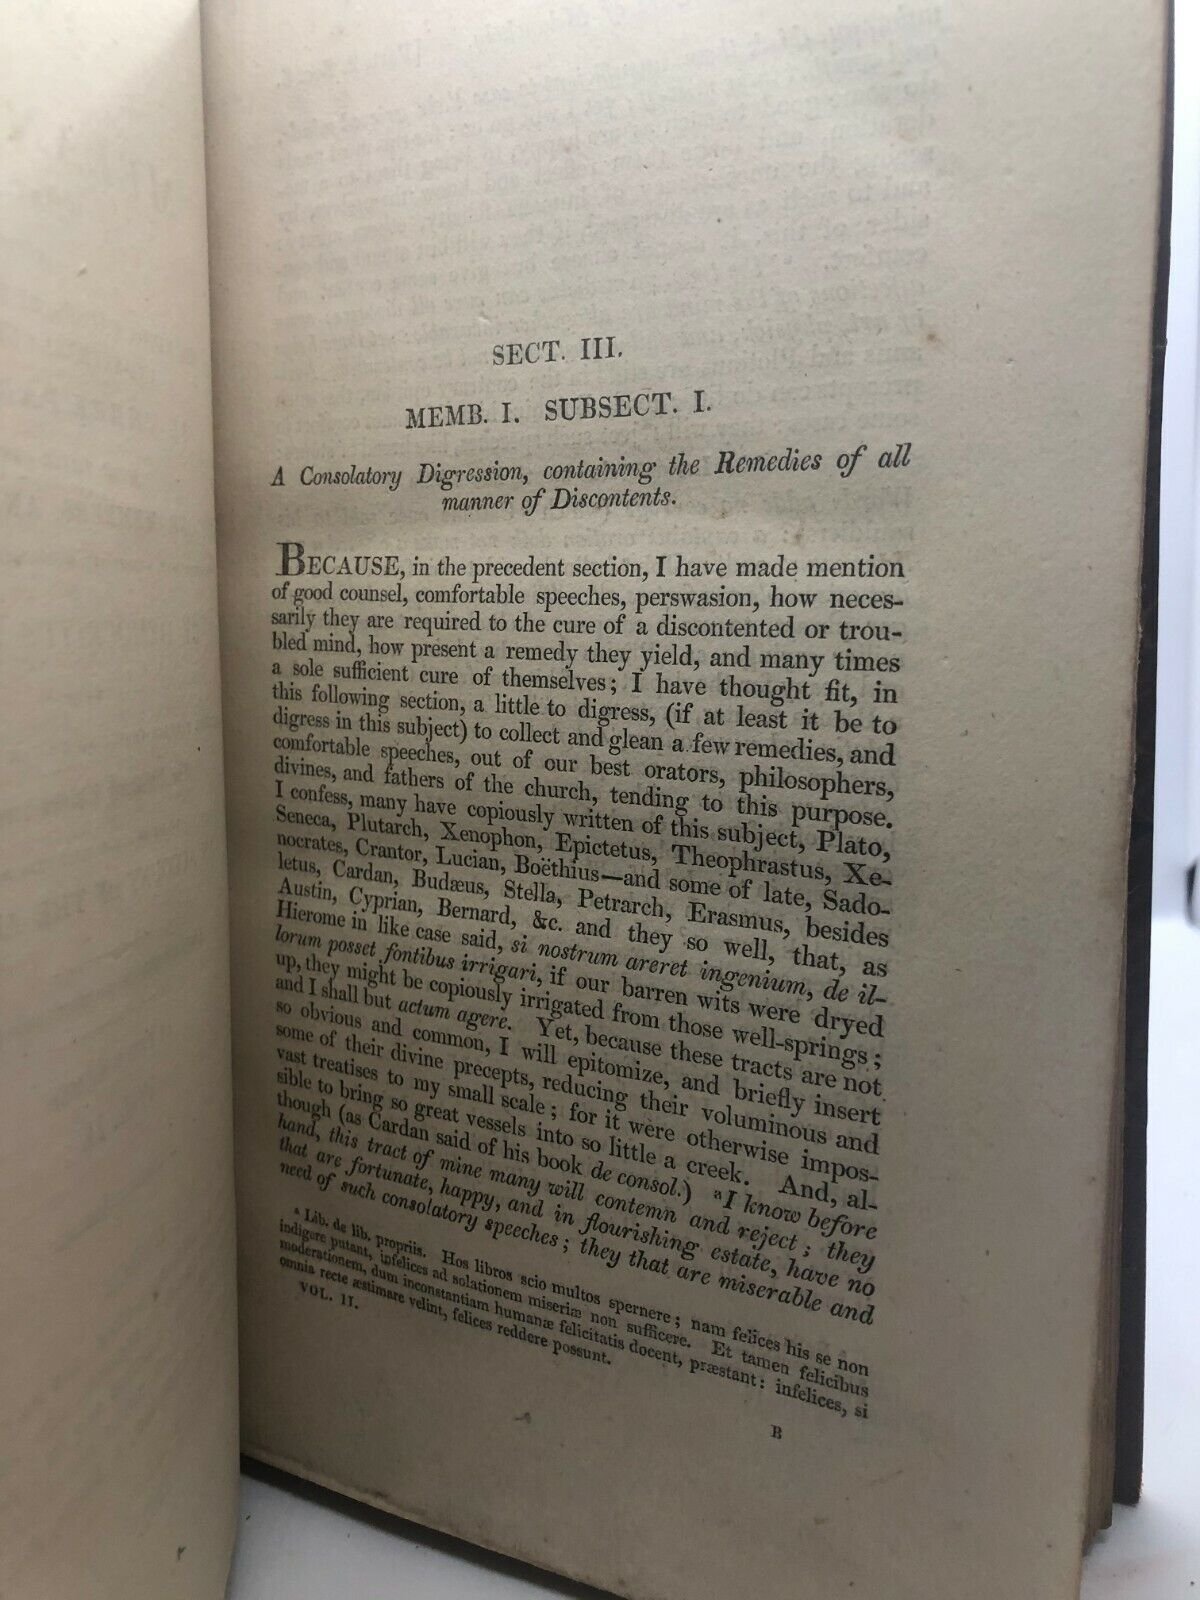 SECT. III.
MEMB. I. SUBSECT. I.
A Consolatory Digression, containing the Remedies of all
manner of Discontents.
BECAUSE, in the precedent section, I have made mention
of good counsel, comfortable speeches, perswasion, how neces-
sarily they are required to the cure of a discontented or trou-
bled mind, how present a remedy they yield, and many times
a sole sufficient cure of themselves; I have thought fit, in
this following section, a little to digress, (if at least it be to
digress in this subject) to collect and glean a few remedies, and
comfortable speeches, out of our best orators, philosophers,
divines, and fathers of the church, tending to this purpose.
I confess, many have copiously written of this subject, Plato,
Seneca, Plutarch, Xenophon, Epictetus, Theophrastus, Xe-
nocrates, Crantor, Lucian, Boëthius—and some of late, Sado-
letus, Cardan, Budæus, Stella, Petrarch, Erasmus, besides
Austin, Cyprian, Bernard, &c. and they so well, that, as
Hierome in like case said, si nostrum areret ingenium, de il-
lorum posset fontibus irrigari, if our barren wits were dryed
up, they might be copiously irrigated from those well-springs;
and I shall but actum agere. Yet, because these tracts are not
so obvious and common, I will epitomize, and briefly insert
some of their divine precepts, reducing their voluminous and
vast treatises to my small scale; for it were otherwise impos-
sible to bring so great vessels into so little a creek. And, al-
though (as Cardan said of his book de consol.) a I know before
hand, this tract of mine many will contemn and reject; they
that are fortunate, happy, and in flourishing estate, have no
need of such consolatory speeches; they that are miserable and
a Lib. de lib. propriis. Hos libros scio multos spernere; nam felices his se non
indigere putant, infelices ad solationem miseriæ non sufficere. Et tamen felicibus
moderationem, dum inconstantiam humanæ felicitatis docent, præstant: infelices, si
omnia recte æstimare velint, felices reddere possunt.
VOL. II.
B